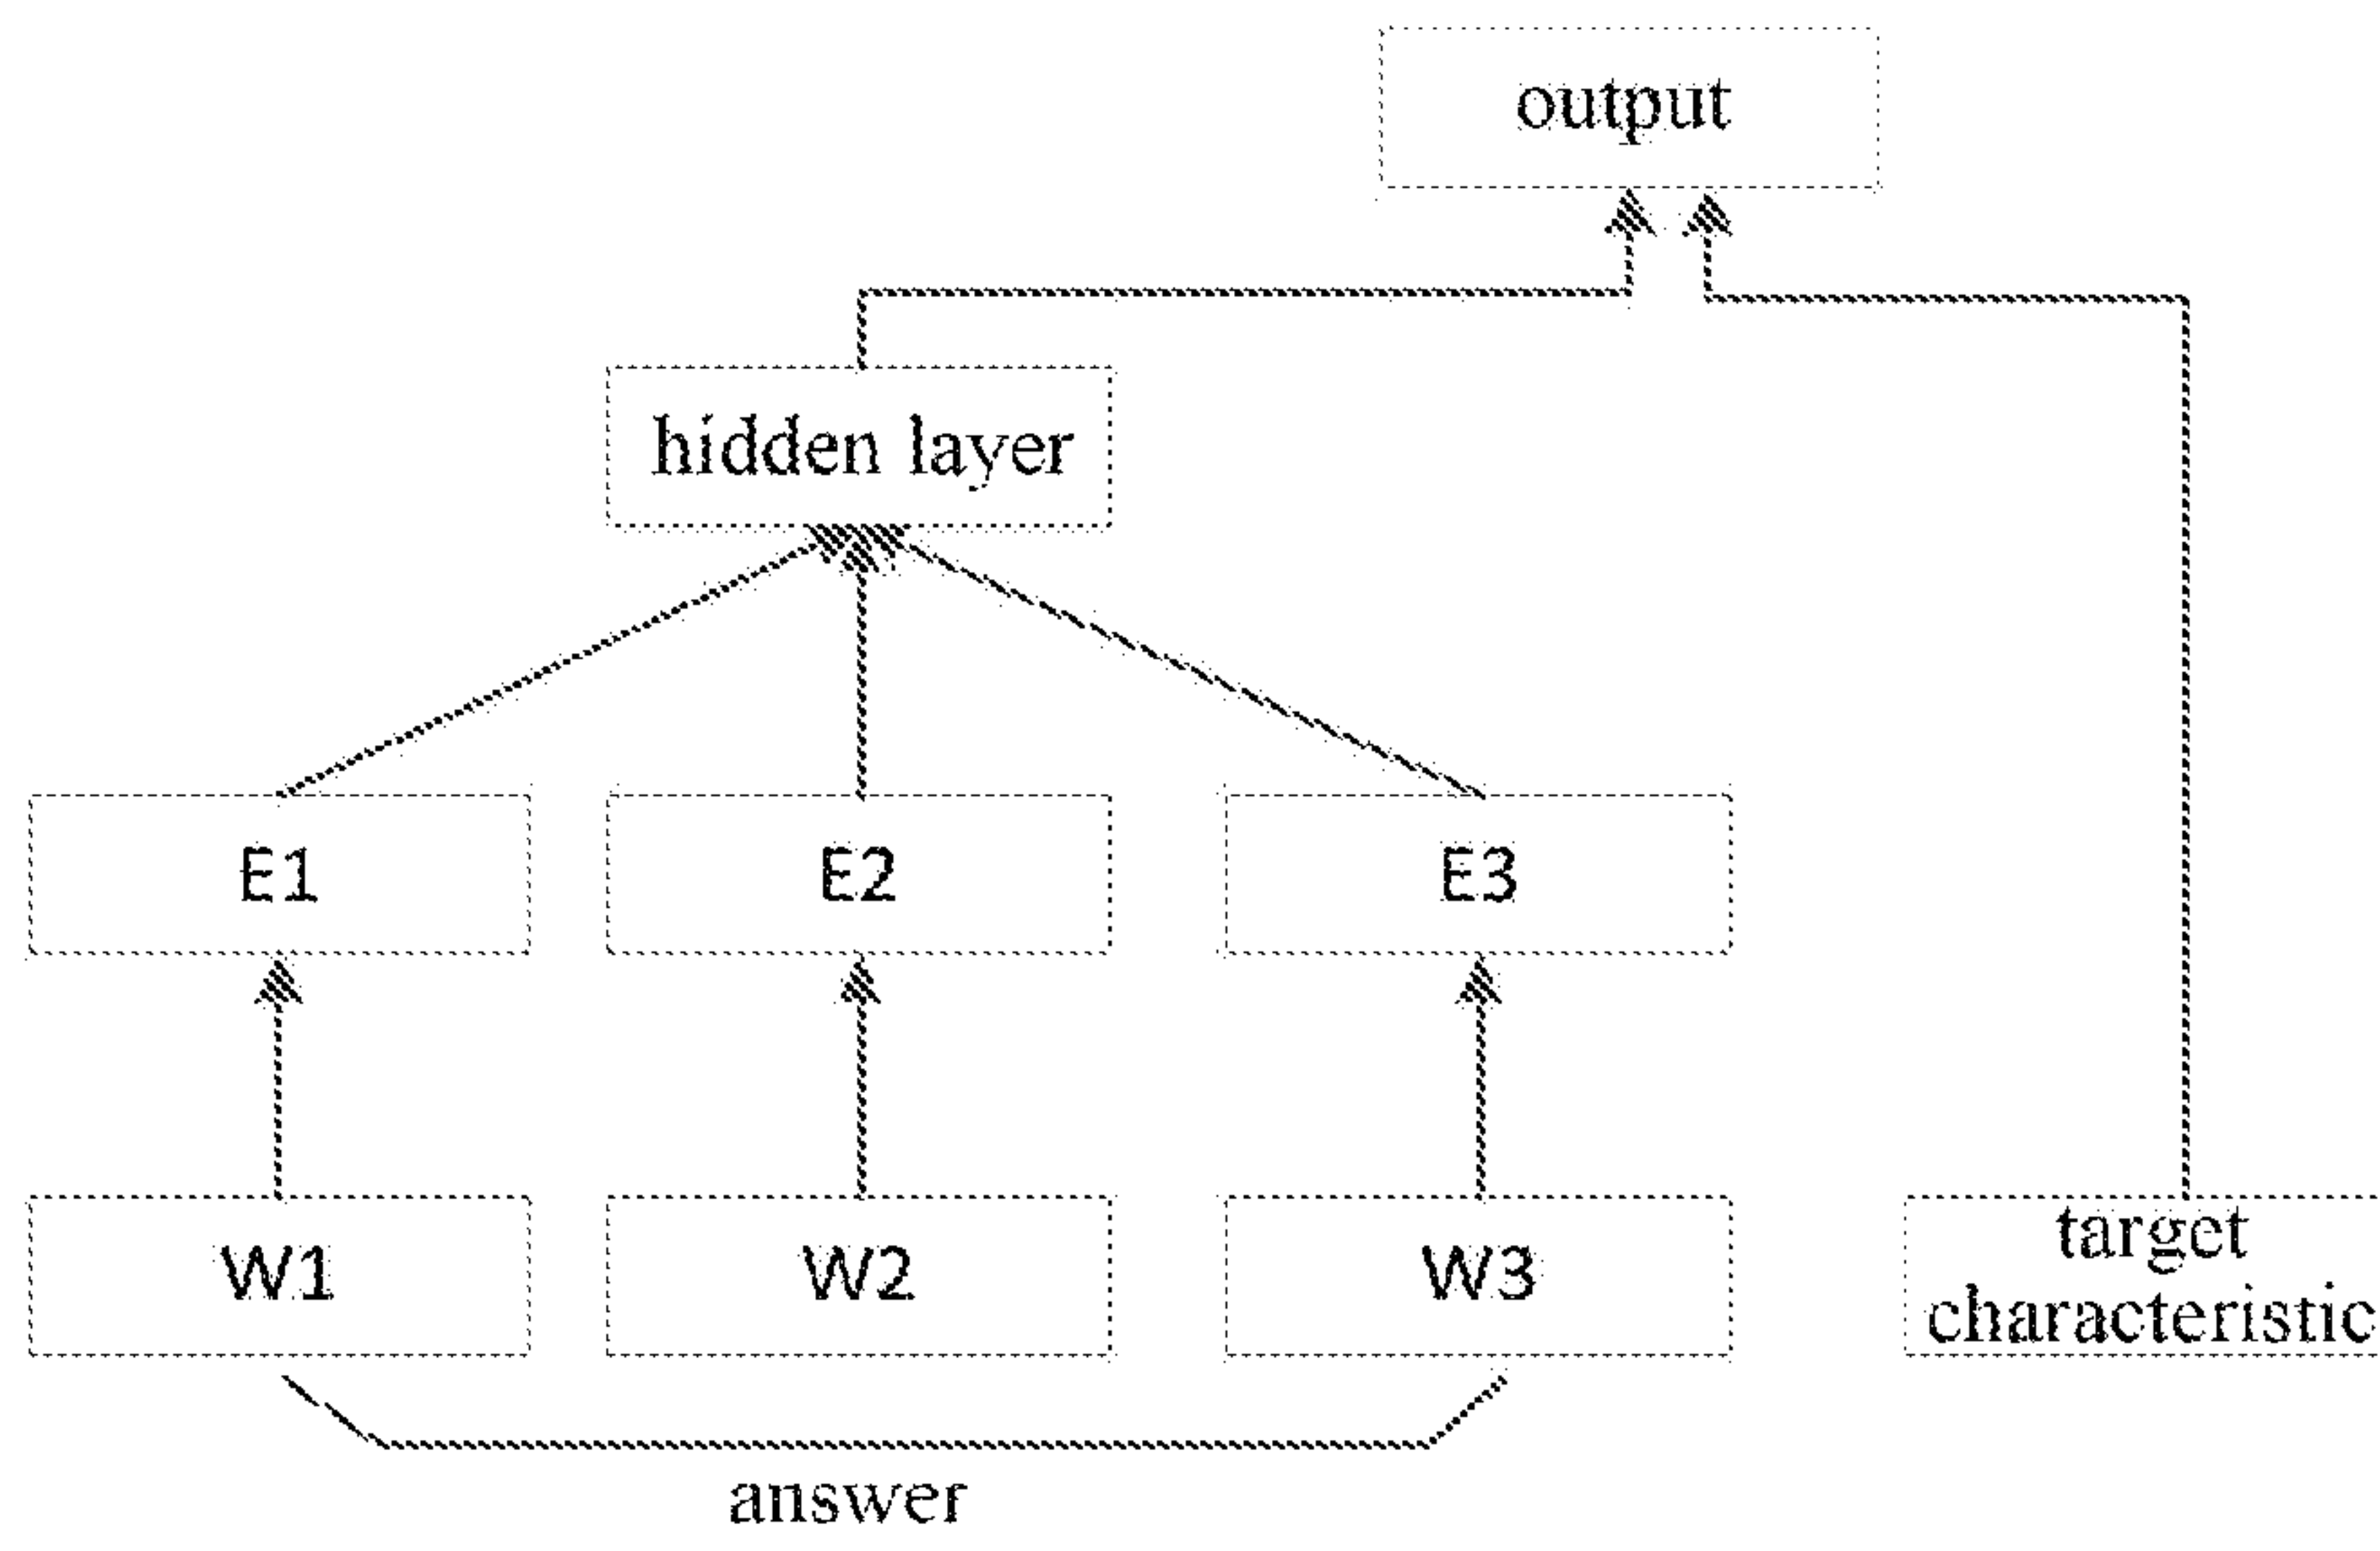 output
hidden layer
E1
E2
E3
W1
W2
W3
target
characteristic
answer